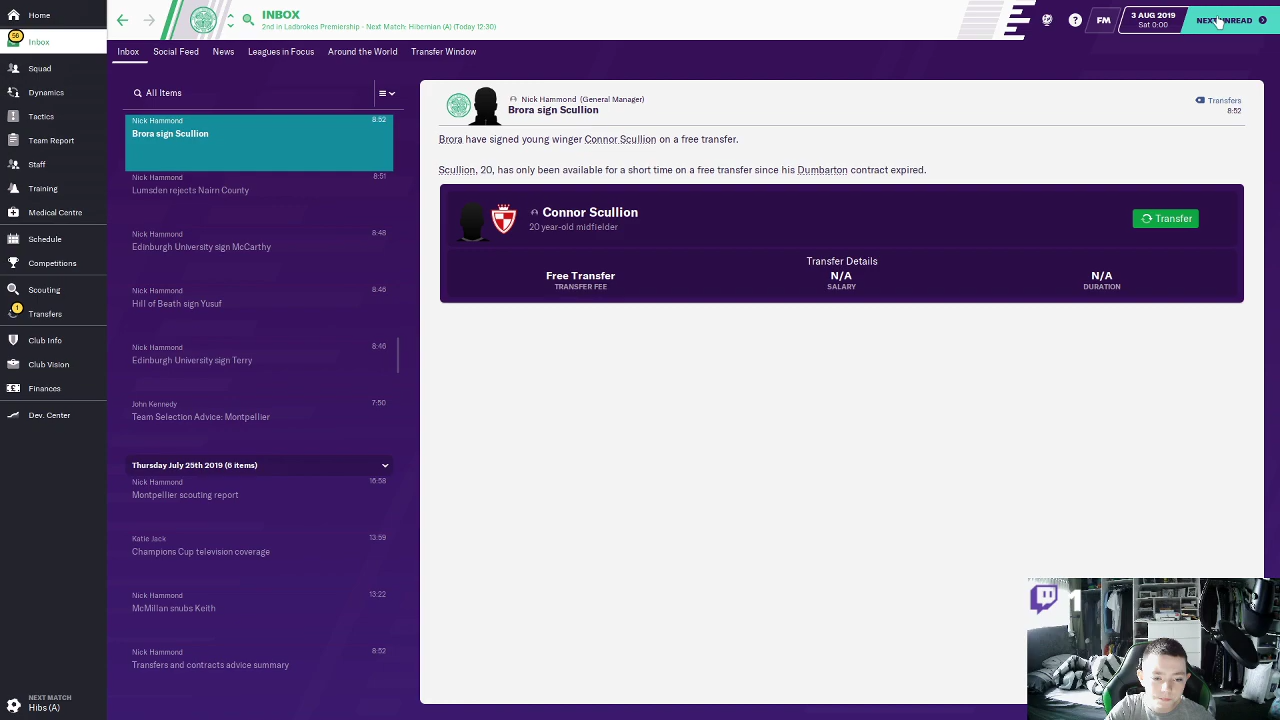 Home
56
Inbox
Dynamics
Tactics
Team Report
Staff
Training
Medical Centre
Schedule
Competitions
Scouting
1
Transfers
Club Info
Club Vision
Finances
Dev. Center
NEXT MATCH
Hibs (A)
INBOX
2nd in Ladbrokes Premiership - Next Match: Hibernian (A) (Today 12:30)
?
FM
3 AUG 2019
Sat 0:00
NEXT UNREAD
Inbox
Social Feed
News
Leagues in Focus
Around the World
Transfer Window
All Items
Nick Hammond 8:52
Brora sign Scullion
Nick Hammond 8:51
Lumsden rejects Nairn County
Nick Hammond 8:48
Edinburgh University sign McCarthy
Nick Hammond 8:46
Hill of Beath sign Yusuf
Nick Hammond 8:46
Edinburgh University sign Terry
John Kennedy 7:50
Team Selection Advice: Montpellier
Thursday July 25th 2019 (6 items)
Nick Hammond 16:58
Montpellier scouting report
Katie Jack 13:59
Champions Cup television coverage
Nick Hammond 13:22
McMillan snubs Keith
Nick Hammond 8:52
Transfers and contracts advice summary
Nick Hammond (General Manager)
Brora sign Scullion
Transfers
8:52
Brora have signed young winger Connor Scullion on a free transfer.
Scullion, 20, has only been available for a short time on a free transfer since his Dumbarton contract expired.
Connor Scullion
20 year-old midfielder
Transfer
Transfer Details
Free Transfer N/A N/A
TRANSFER FEE SALARY DURATION
1